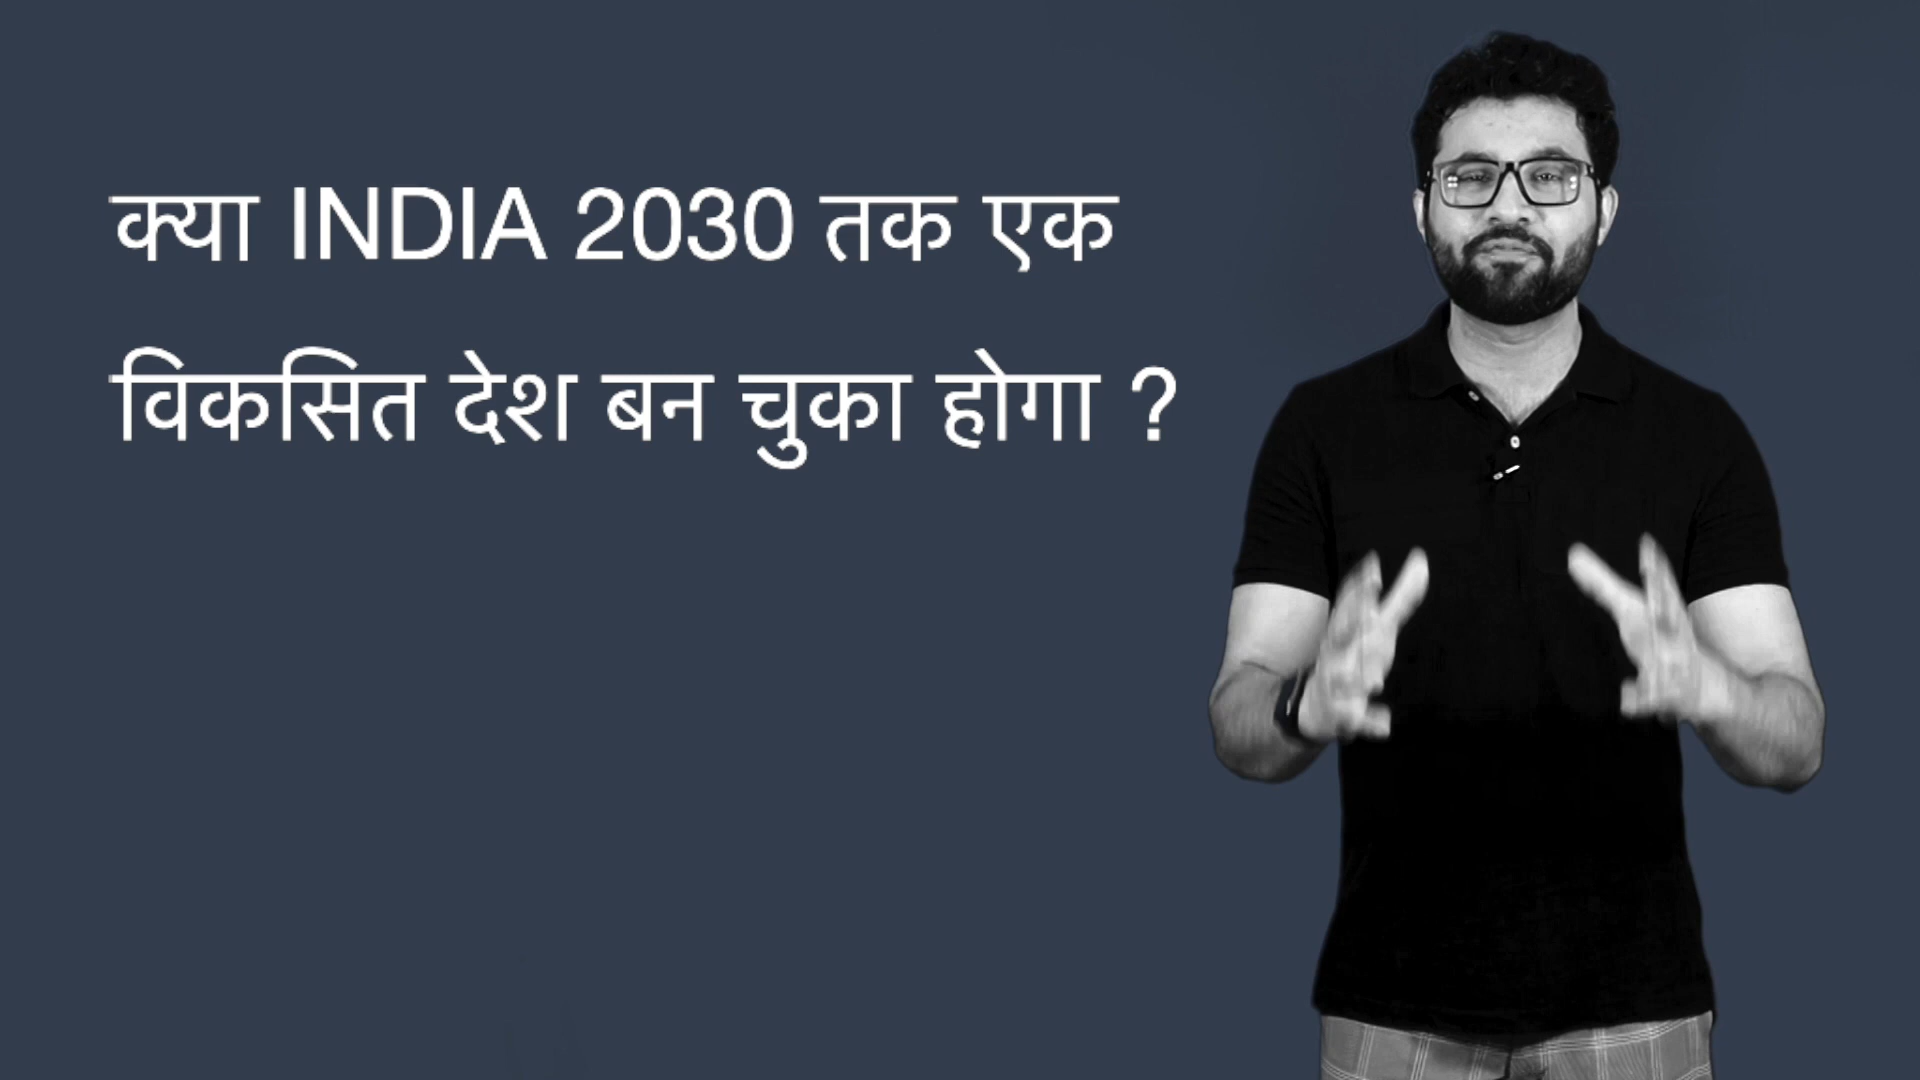 क्या INDIA 2030 तक एक
विकसित देश बन चुका होगा ?